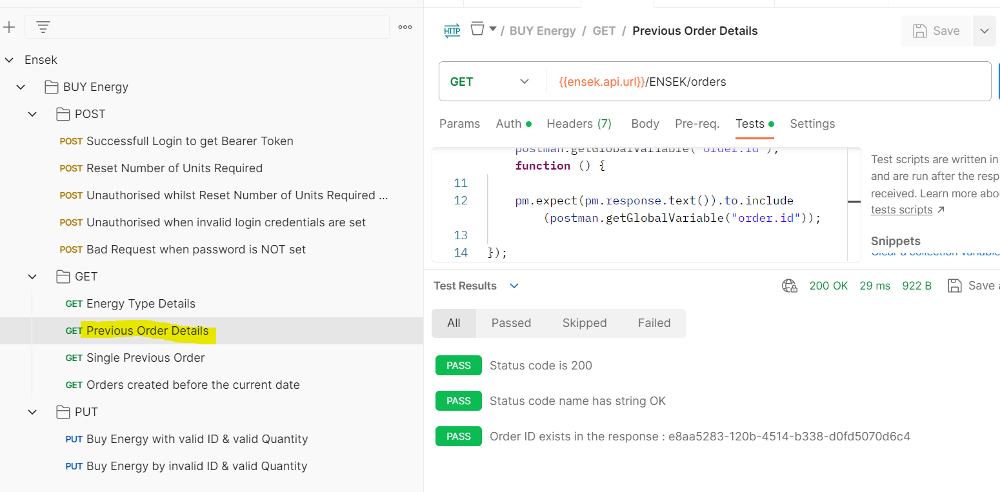 Ensek
BUY Energy
POST
POST Successfull Login to get Bearer Token
POST Reset Number of Units Required
POST Unauthorised whilst Reset Number of Units Required ...
POST Unauthorised when invalid login credentials are set
POST Bad Request when password is NOT set
GET
GET Energy Type Details
GET Previous Order Details
GET Single Previous Order
GET Orders created before the current date
PUT
PUT Buy Energy with valid ID & valid Quantity
PUT Buy Energy by invalid ID & valid Quantity
HTTP / BUY Energy / GET / Previous Order Details
Save
GET {{ensek.api.url}}/ENSEK/orders
Params Auth Headers (7) Body Pre-req. Tests Settings
postman.getGlobalVariable("order.id"),
function () {
11
12 pm.expect(pm.response.text()).to.include
(postman.getGlobalVariable("order.id"));
13
14 });
Test scripts are written in
and are run after the resp
received. Learn more abo
tests scripts ↗
Snippets
Clear a collection variable
Test Results
200 OK 29 ms 922 B Save a
All Passed Skipped Failed
PASS Status code is 200
PASS Status code name has string OK
PASS Order ID exists in the response : e8aa5283-120b-4514-b338-d0fd5070d6c4